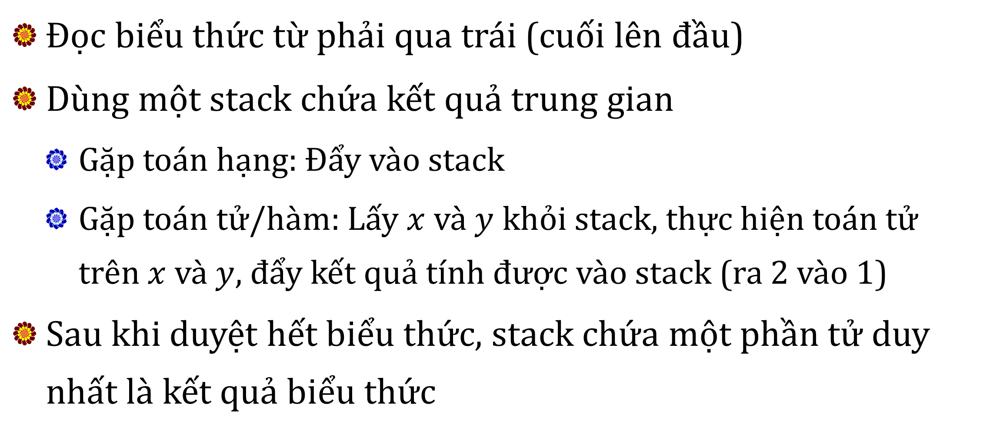 Đọc biểu thức từ phải qua trái (cuối lên đầu)
Dùng một stack chứa kết quả trung gian
Gặp toán hạng: Đẩy vào stack
Gặp toán tử/hàm: Lấy x và y khỏi stack, thực hiện toán tử
trên x và y, đẩy kết quả tính được vào stack (ra 2 vào 1)
Sau khi duyệt hết biểu thức, stack chứa một phần tử duy
nhất là kết quả biểu thức